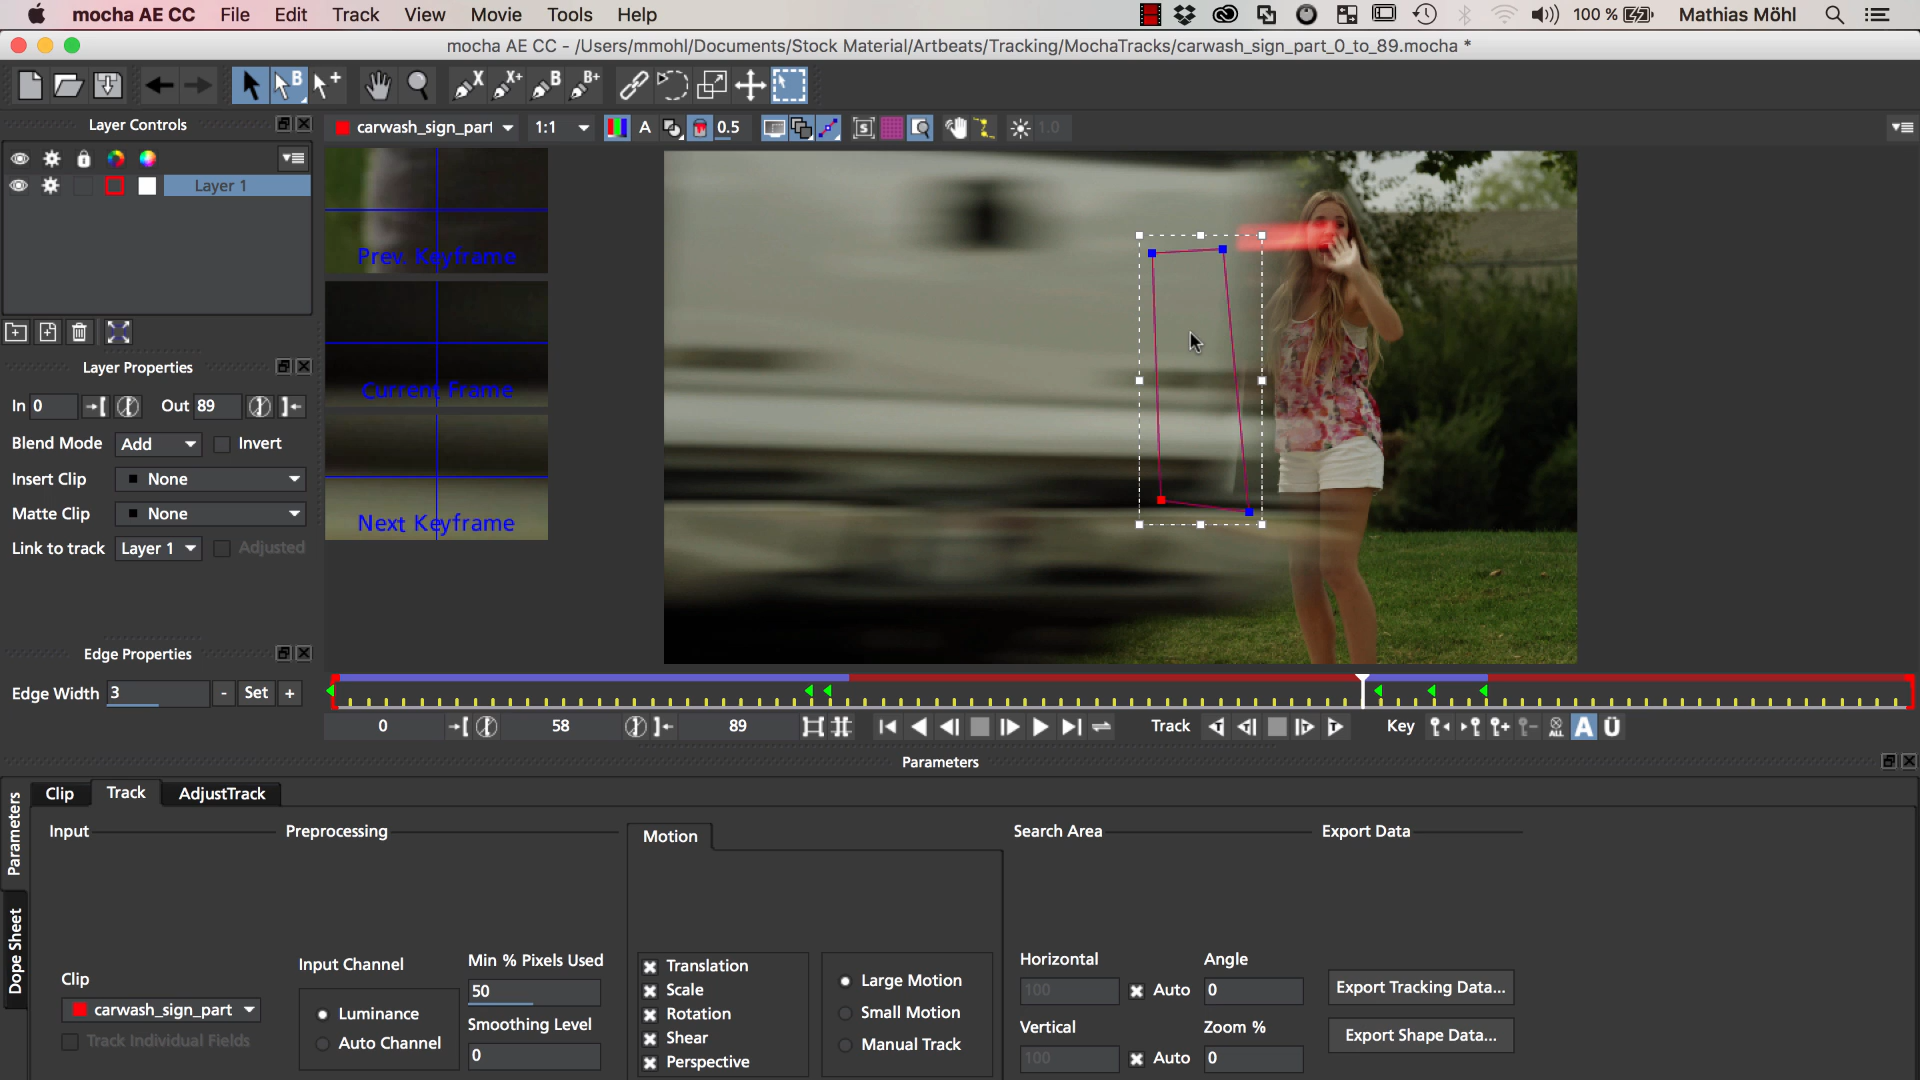 mocha AE CC File Edit Track View Movie Tools Help 100 % Mathias Möhl
mocha AE CC - /Users/mmohl/Documents/Stock Material/Artbeats/Tracking/MochaTracks/carwash_sign_part_0_to_89.mocha *
B X X+ B B+
Layer Controls
carwash_sign_part 1:1 A 0.5 1.0
Layer 1
Prev. Keyframe
Current Frame
Next Keyframe
Layer Properties
In 0 Out 89
Blend Mode Add Invert
Insert Clip None
Matte Clip None
Link to track Layer 1 Adjusted
Edge Properties
Edge Width 3 - Set +
0 58 89 Track Key ALL A Ü
Parameters
Parameters
Dope Sheet
Clip Track AdjustTrack
Input Preprocessing Motion Search Area Export Data
Clip
carwash_sign_part
Track Individual Fields
Input Channel
Luminance
Auto Channel
Min % Pixels Used
50
Smoothing Level
0
Translation
Scale
Rotation
Shear
Perspective
Large Motion
Small Motion
Manual Track
Horizontal Angle
100 Auto 0
Vertical Zoom %
100 Auto 0
Export Tracking Data...
Export Shape Data...